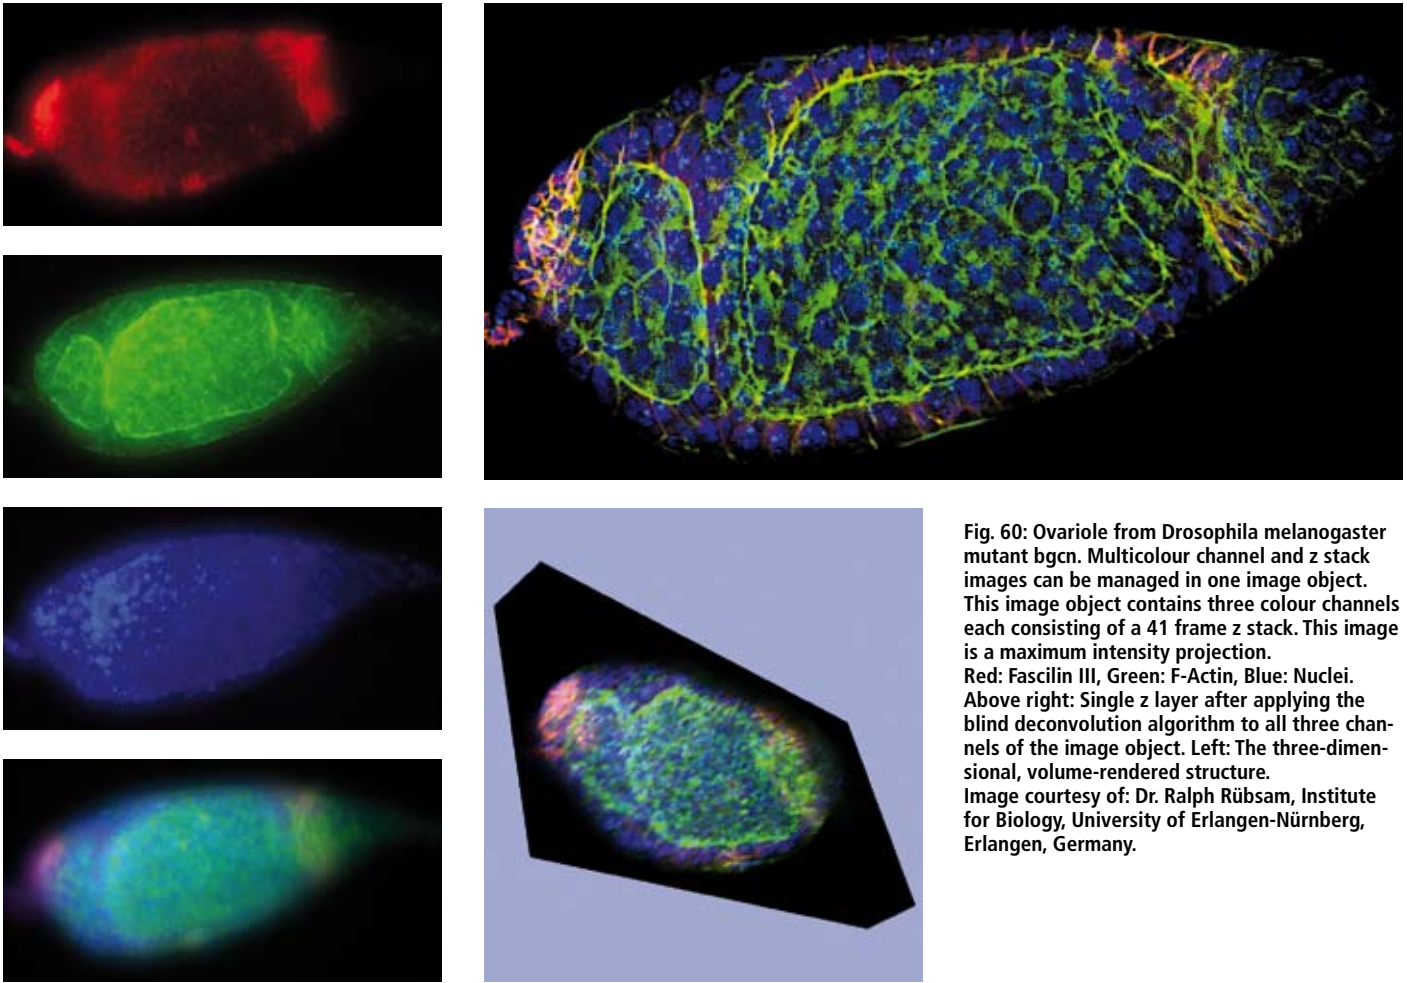 Fig. 60: Ovariole from Drosophila melanogaster
mutant bgcn. Multicolour channel and z stack
images can be managed in one image object.
This image object contains three colour channels
each consisting of a 41 frame z stack. This image
is a maximum intensity projection.
Red: Fascilin III, Green: F-Actin, Blue: Nuclei.
Above right: Single z layer after applying the
blind deconvolution algorithm to all three chan-
nels of the image object. Left: The three-dimen-
sional, volume-rendered structure.
Image courtesy of: Dr. Ralph Rübsam, Institute
for Biology, University of Erlangen-Nürnberg,
Erlangen, Germany.